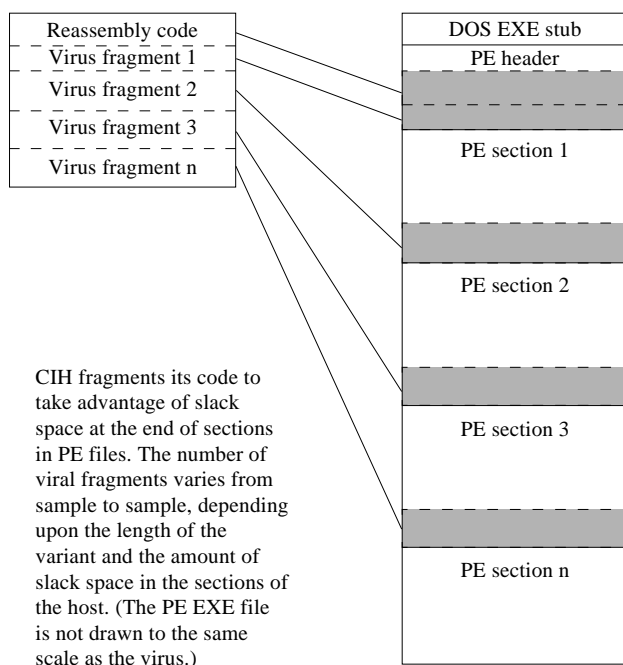 Reassembly code
Virus fragment 1
Virus fragment 2
Virus fragment 3
Virus fragment n
DOS EXE stub
PE header
PE section 1
PE section 2
PE section 3
PE section n
CIH fragments its code to
take advantage of slack
space at the end of sections
in PE files. The number of
viral fragments varies from
sample to sample, depending
upon the length of the
variant and the amount of
slack space in the sections of
the host. (The PE EXE file
is not drawn to the same
scale as the virus.)